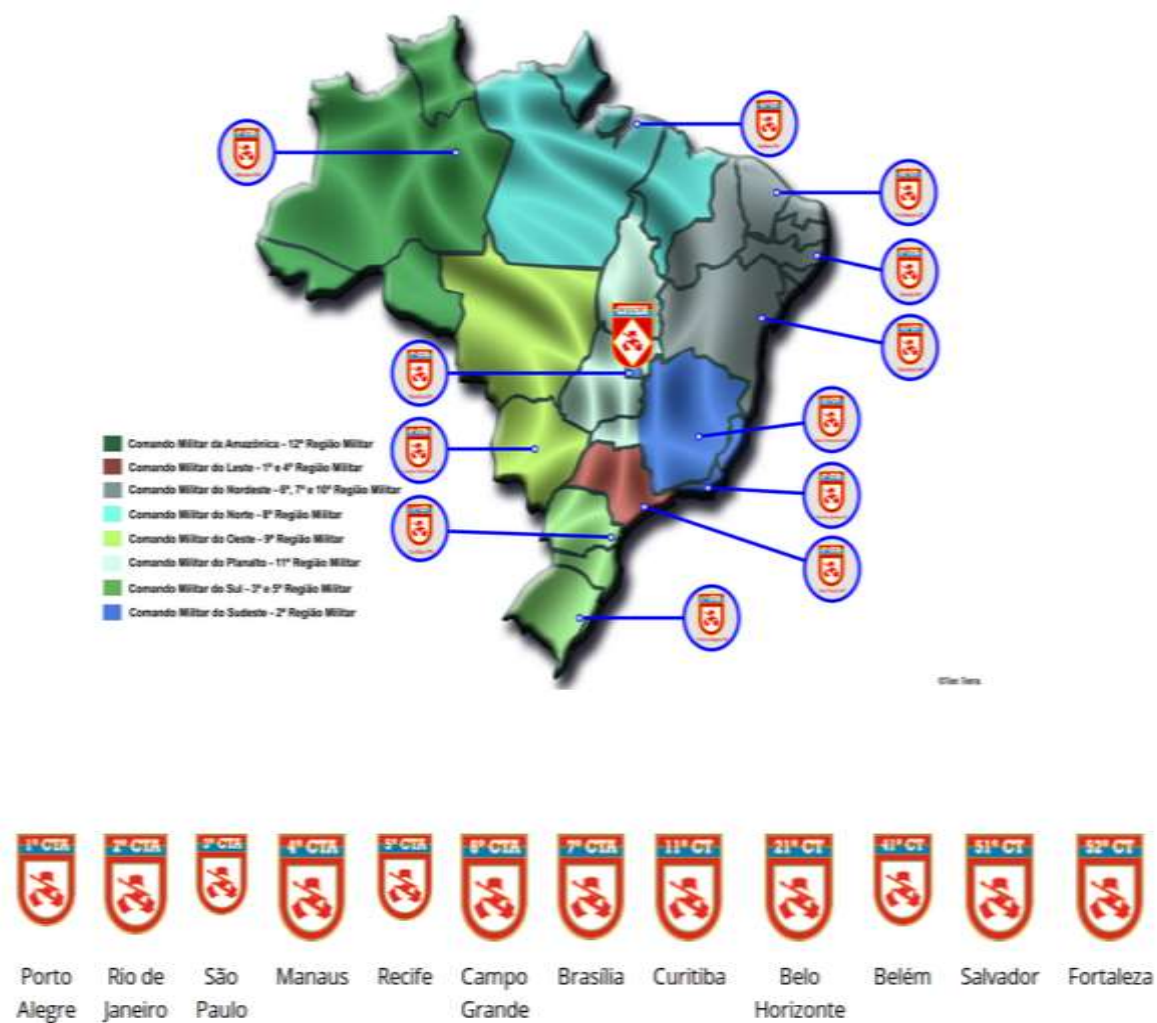 Comando Militar da Amazônica - 12ª Região Militar
Comando Militar do Leste - 1ª e 4ª Região Militar
Comando Militar do Nordeste - 6ª, 7ª e 10ª Região Militar
Comando Militar do Norte - 8ª Região Militar
Comando Militar do Oeste - 9ª Região Militar
Comando Militar do Planalto - 11ª Região Militar
Comando Militar do Sul - 3ª e 5ª Região Militar
Comando Militar do Sudeste - 2ª Região Militar
1º CTA 2º CTA 3º CTA 4º CTA 5º CTA 6º CTA 7º CTA 11º CT 21º CT 41º CT 51º CT 52º CT
Porto Rio de São Manaus Recife Campo Brasília Curitiba Belo Belém Salvador Fortaleza
Alegre Janeiro Paulo Grande Horizonte